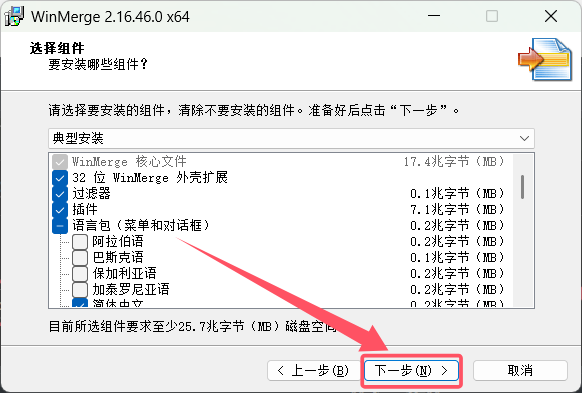 WinMerge 2.16.46.0 x64
选择组件
要安装哪些组件?
请选择要安装的组件，清除不要安装的组件。准备好后点击“下一步”。
典型安装
WinMerge 核心文件 17.4兆字节（MB）
32 位 WinMerge 外壳扩展
过滤器 0.1兆字节（MB）
插件 7.1兆字节（MB）
语言包（菜单和对话框） 0.2兆字节（MB）
阿拉伯语 0.2兆字节（MB）
巴斯克语 0.1兆字节（MB）
保加利亚语 0.2兆字节（MB）
加泰罗尼亚语 0.2兆字节（MB）
简体中文 0.2兆字节（MB）
目前所选组件要求至少25.7兆字节（MB）磁盘空间
< 上一步(B)
下一步(N) >
取消